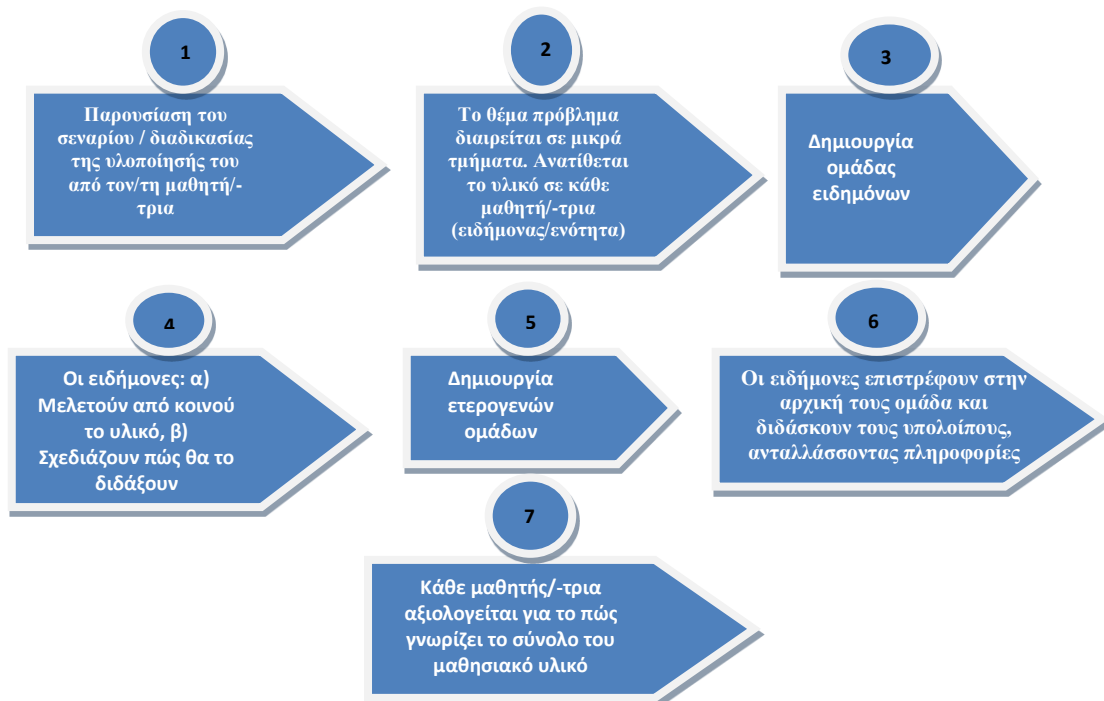 1
Παρουσίαση του
σεναρίου / διαδικασία
της υλοποίησής του
από τον/τη μαθητή/-
τρια
2
Το θέμα πρόβλημα
διαιρείται σε μικρά
τμήματα. Ανατίθεται
το υλικό σε κάθε
μαθητή/-τρια
(ειδήμονας/ενότητα)
3
Δημιουργία
ομάδας
ειδημόνων
4
Οι ειδήμονες: α)
Μελετούν από κοινού
το υλικό, β)
Σχεδιάζουν πώς θα το
διδάξουν
5
Δημιουργία
ετερογενών
ομάδων
6
Οι ειδήμονες επιστρέφουν στην
αρχική τους ομάδα και
διδάσκουν τους υπολοίπους,
ανταλλάσσοντας πληροφορίες
7
Κάθε μαθητής/-τρια
αξιολογείται για το πώς
γνωρίζει το σύνολο του
μαθησιακό υλικό